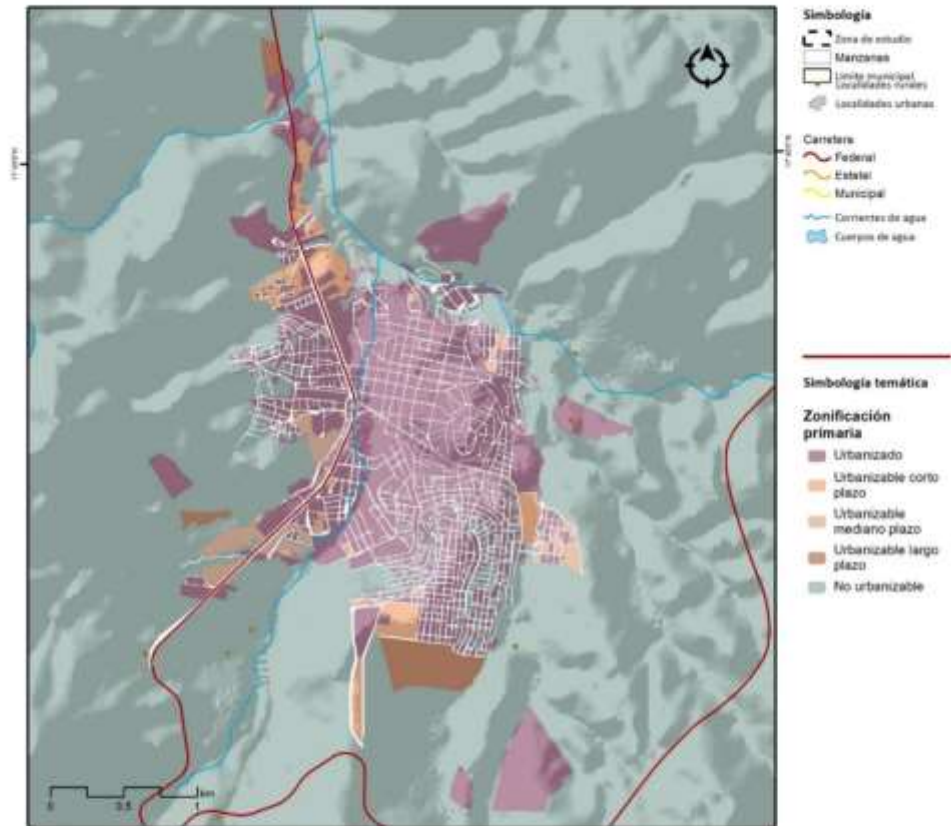 Simbología
Zona de estudio
Manzanas
Límite municipal
Localidades rurales
Localidades urbanas
Carretera
Federal
Estatal
Municipal
Corrientes de agua
Cuerpos de agua
Simbología temática
Zonificación
primaria
Urbanizado
Urbanizable corto
plazo
Urbanizable
mediano plazo
Urbanizable largo
plazo
No urbanizable
km
0 0.5 1